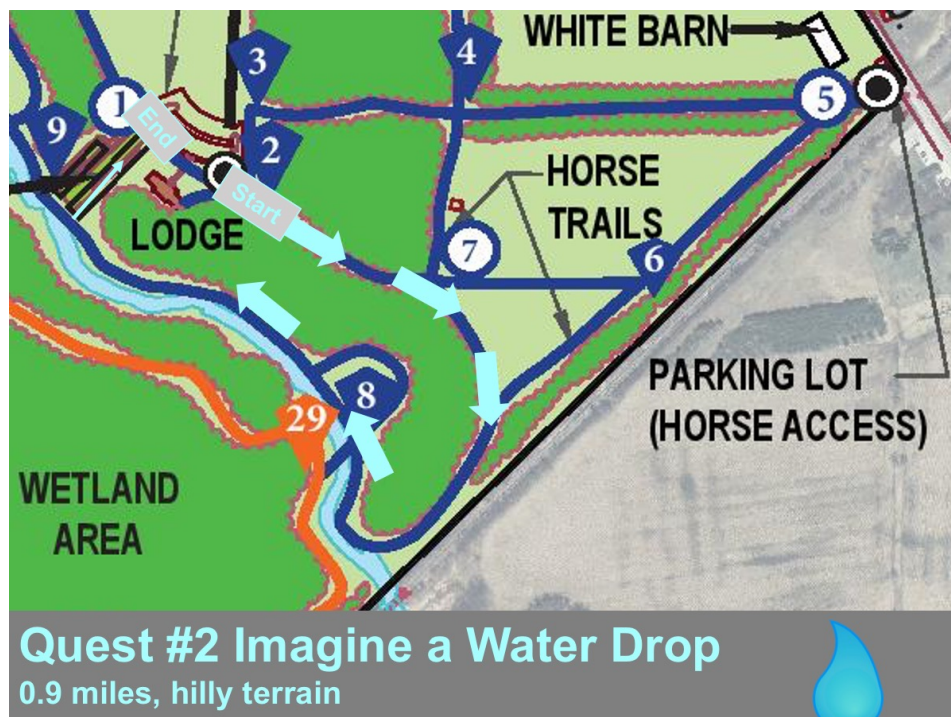 WHITE BARN
3
4
1
End
5
9
2
Start
HORSE
TRAILS
LODGE
7
6
8
29
PARKING LOT
(HORSE ACCESS)
WETLAND
AREA
Quest #2 Imagine a Water Drop
0.9 miles, hilly terrain